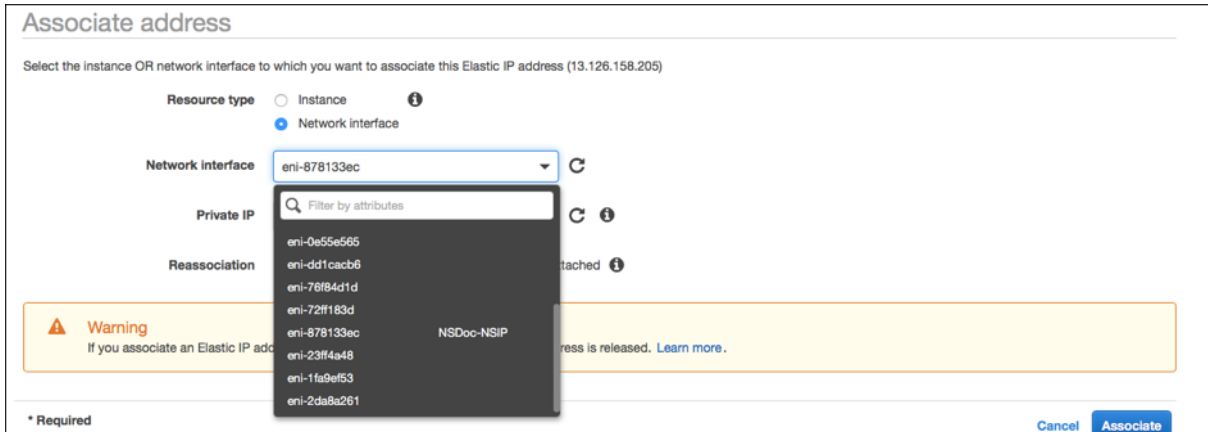 Associate address
Select the instance OR network interface to which you want to associate this Elastic IP address (13.126.158.205)
Resource type Instance
Network interface
Network interface eni-878133ec
Filter by attributes
Private IP
eni-0e55e565
Reassociation eni-dd1cacb6 tached
eni-76f84d1d
eni-72ff183d
Warning
eni-878133ec NSDoc-NSIP
If you associate an Elastic IP add ress is released. Learn more.
eni-23ff4a48
eni-1fa9ef53
eni-2da8a261
* Required
Cancel Associate